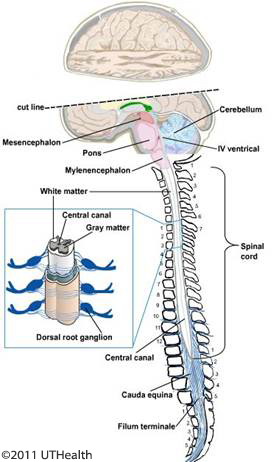 cut line
Cerebellum
Mesencephalon
Pons
IV ventrical
Mylenencephalon
White matter
Central canal
Gray matter
Spinal
cord
Dorsal root ganglion
Central canal
Cauda equina
Filum terminale
©2011 UTHealth